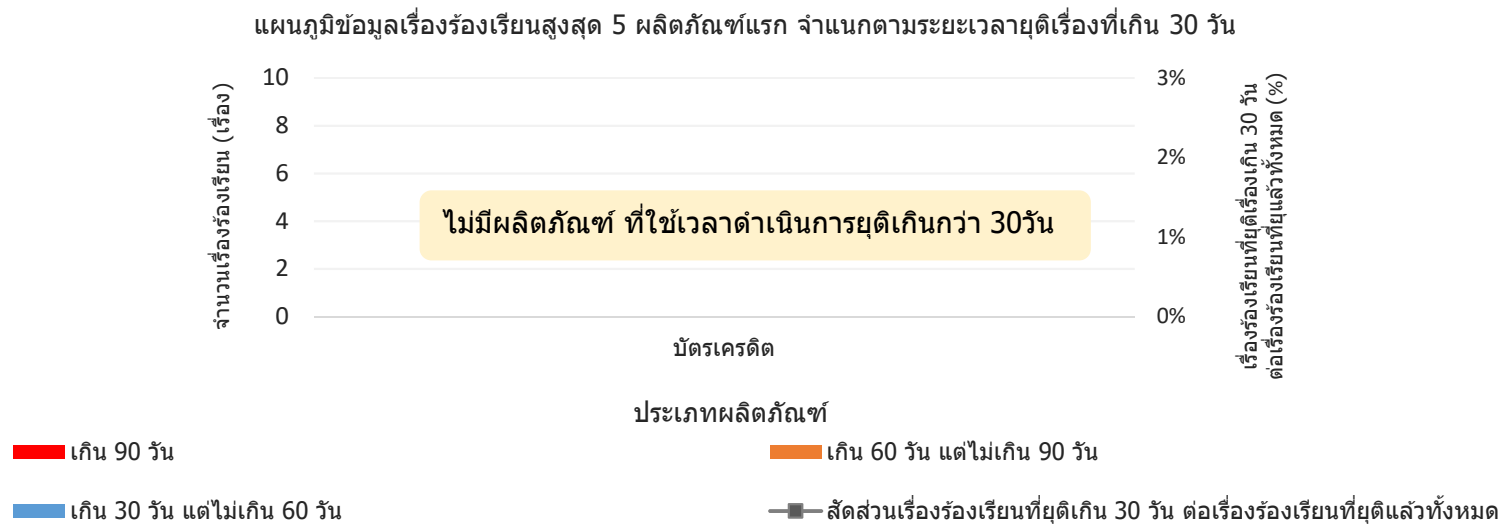 แผนภูมิข้อมูลเรื่องร้องเรียนสูงสุด 5 ผลิตภัณฑ์แรก จำแนกตามระยะเวลายุติเรื่องที่เกิน 30 วัน
จำนวนเรื่องร้องเรียน (เรื่อง)
10
8
6
4
2
0
ไม่มีผลิตภัณฑ์ ที่ใช้เวลาดำเนินการยุติเกินกว่า 30วัน
3%
2%
1%
0%
เรื่องร้องเรียนที่ยุติเรื่องเกิน 30 วัน
ต่อเรื่องร้องเรียนที่ยุแล้วทั้งหมด (%)
บัตรเครดิต
ประเภทผลิตภัณฑ์
เกิน 90 วัน
เกิน 60 วัน แต่ไม่เกิน 90 วัน
เกิน 30 วัน แต่ไม่เกิน 60 วัน
สัดส่วนเรื่องร้องเรียนที่ยุติเกิน 30 วัน ต่อเรื่องร้องเรียนที่ยุติแล้วทั้งหมด